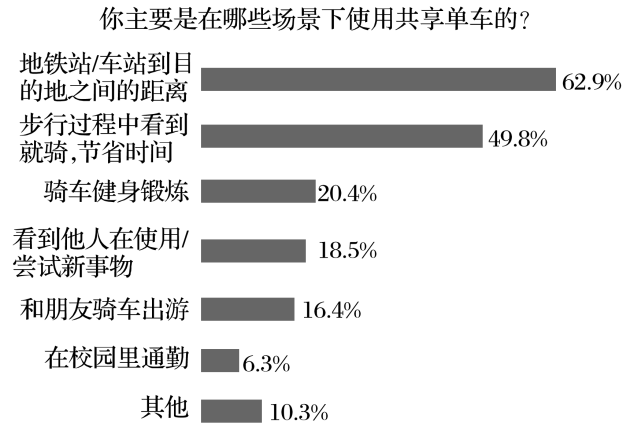 你主要是在哪些场景下使用共享单车的?
地铁站/车站到目
的地之间的距离
62.9%
步行过程中看到
就骑,节省时间
49.8%
骑车健身锻炼
20.4%
看到他人在使用/
尝试新事物
18.5%
和朋友骑车出游
16.4%
在校园里通勤
6.3%
其他
10.3%